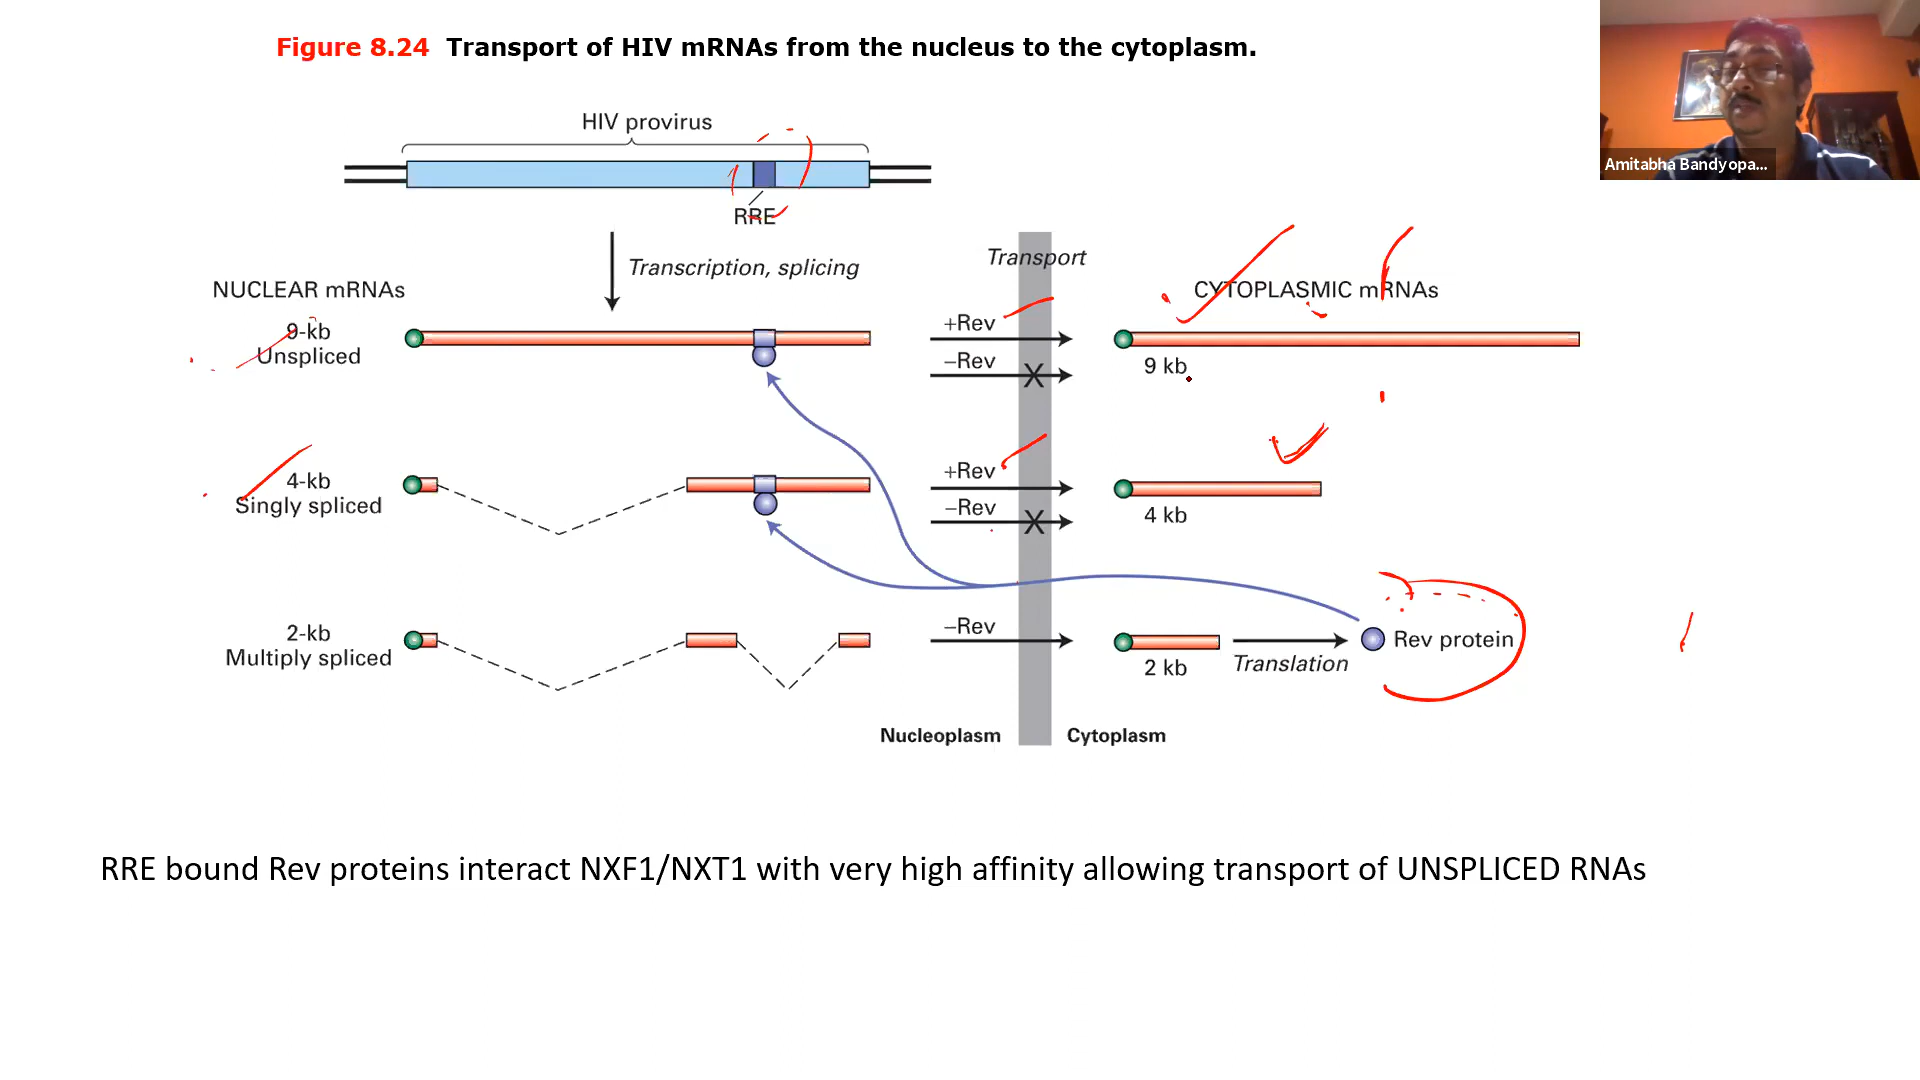 Figure 8.24 Transport of HIV mRNAs from the nucleus to the cytoplasm.
Amitabha Bandyopa...
HIV provirus
RRE
Transcription, splicing
Transport
NUCLEAR mRNAs
CYTOPLASMIC mRNAs
9-kb
Unspliced
+Rev
−Rev
9 kb
4-kb
Singly spliced
+Rev
−Rev
4 kb
2-kb
Multiply spliced
−Rev
2 kb
Translation
Rev protein
Nucleoplasm
Cytoplasm
RRE bound Rev proteins interact NXF1/NXT1 with very high affinity allowing transport of UNSPLICED RNAs